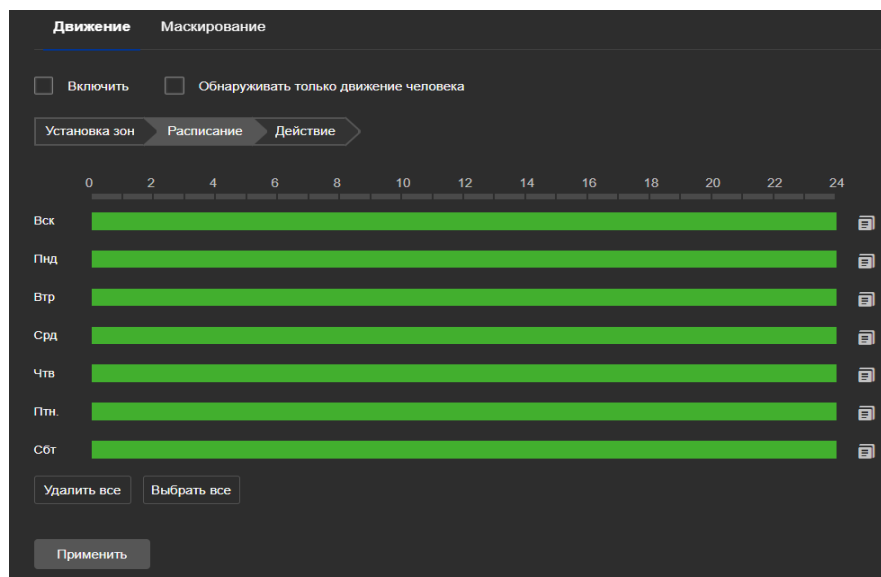 Движение Маскирование
Включить Обнаруживать только движение человека
Установка зон Расписание Действие
0 2 4 6 8 10 12 14 16 18 20 22 24
Вск
Пнд
Втр
Срд
Чтв
Птн.
Сбт
Удалить все Выбрать все
Применить